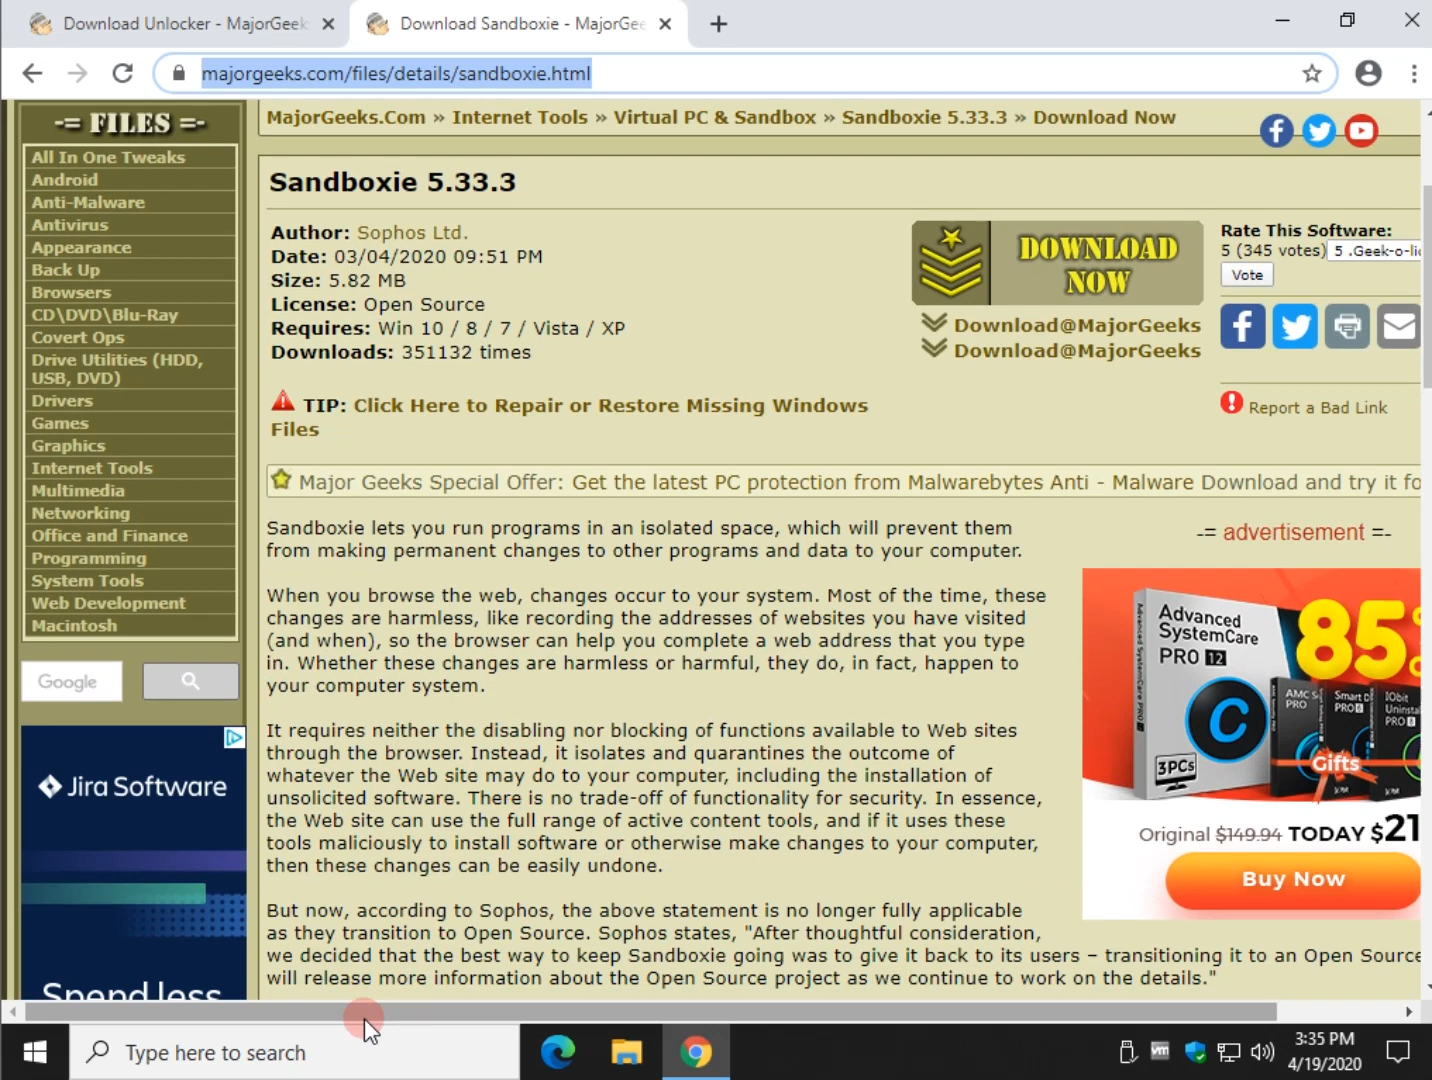 Download Unlocker - MajorGeek
Download Sandboxie - MajorGee
majorgeeks.com/files/details/sandboxie.html
-= FILES =-
All In One Tweaks
Android
Anti-Malware
Antivirus
Appearance
Back Up
Browsers
CD\DVD\Blu-Ray
Covert Ops
Drive Utilities (HDD,
USB, DVD)
Drivers
Games
Graphics
Internet Tools
Multimedia
Networking
Office and Finance
Programming
System Tools
Web Development
Macintosh
Google
Jira Software
Spend less
MajorGeeks.Com » Internet Tools » Virtual PC & Sandbox » Sandboxie 5.33.3 » Download Now
Sandboxie 5.33.3
Author: Sophos Ltd.
Date: 03/04/2020 09:51 PM
Size: 5.82 MB
License: Open Source
Requires: Win 10 / 8 / 7 / Vista / XP
Downloads: 351132 times
DOWNLOAD
NOW
Download@MajorGeeks
Download@MajorGeeks
Rate This Software:
5 (345 votes) 5 .Geek-o-li
Vote
Report a Bad Link
TIP: Click Here to Repair or Restore Missing Windows
Files
Major Geeks Special Offer: Get the latest PC protection from Malwarebytes Anti - Malware Download and try it fo
Sandboxie lets you run programs in an isolated space, which will prevent them
from making permanent changes to other programs and data to your computer.
When you browse the web, changes occur to your system. Most of the time, these
changes are harmless, like recording the addresses of websites you have visited
(and when), so the browser can help you complete a web address that you type
in. Whether these changes are harmless or harmful, they do, in fact, happen to
your computer system.
It requires neither the disabling nor blocking of functions available to Web sites
through the browser. Instead, it isolates and quarantines the outcome of
whatever the Web site may do to your computer, including the installation of
unsolicited software. There is no trade-off of functionality for security. In essence,
the Web site can use the full range of active content tools, and if it uses these
tools maliciously to install software or otherwise make changes to your computer,
then these changes can be easily undone.
But now, according to Sophos, the above statement is no longer fully applicable
as they transition to Open Source. Sophos states, "After thoughtful consideration,
we decided that the best way to keep Sandboxie going was to give it back to its users – transitioning it to an Open Source
will release more information about the Open Source project as we continue to work on the details."
-= advertisement =-
Advanced
SystemCare
PRO 12
85%
AMC S
PRO
Smart D
PRO 6
IObit
Uninsta
PRO 8
3PCs
Gifts
Original $149.94 TODAY $21
Buy Now
Type here to search
vm
3:35 PM
4/19/2020